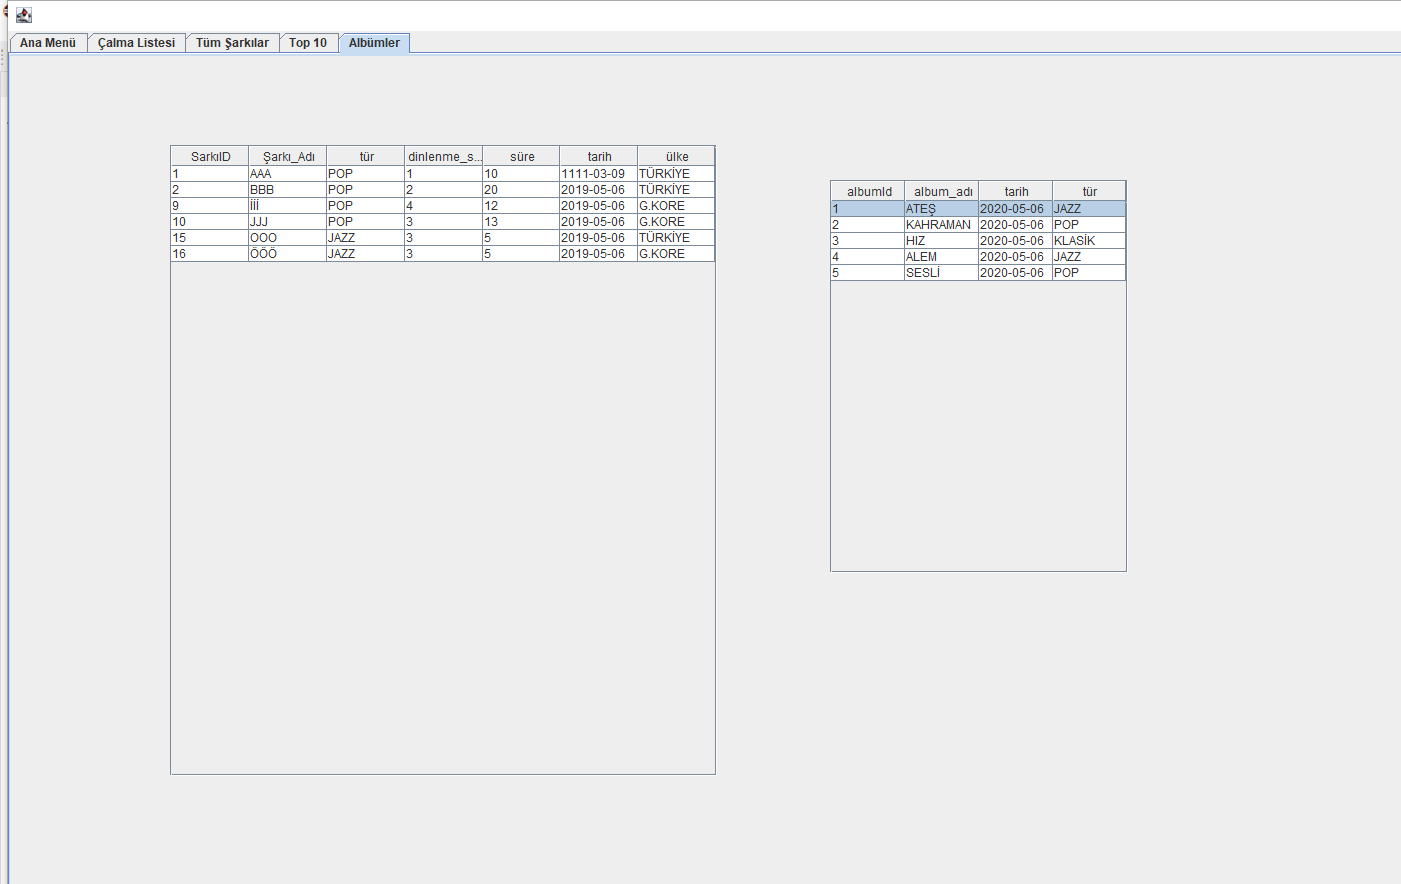 Ana Menü Çalma Listesi Tüm Şarkılar Top 10 Albümler
SarkıID Şarkı_Adı tür dinlenme_s... süre tarih ülke
1 AAA POP 1 10 1111-03-09 TÜRKİYE
2 BBB POP 2 20 2019-05-06 TÜRKİYE
9 İİİ POP 4 12 2019-05-06 G.KORE
10 JJJ POP 3 13 2019-05-06 G.KORE
15 OOO JAZZ 3 5 2019-05-06 TÜRKİYE
16 ÖÖÖ JAZZ 3 5 2019-05-06 G.KORE
albumId album_adı tarih tür
1 ATEŞ 2020-05-06 JAZZ
2 KAHRAMAN 2020-05-06 POP
3 HIZ 2020-05-06 KLASİK
4 ALEM 2020-05-06 JAZZ
5 SESLİ 2020-05-06 POP